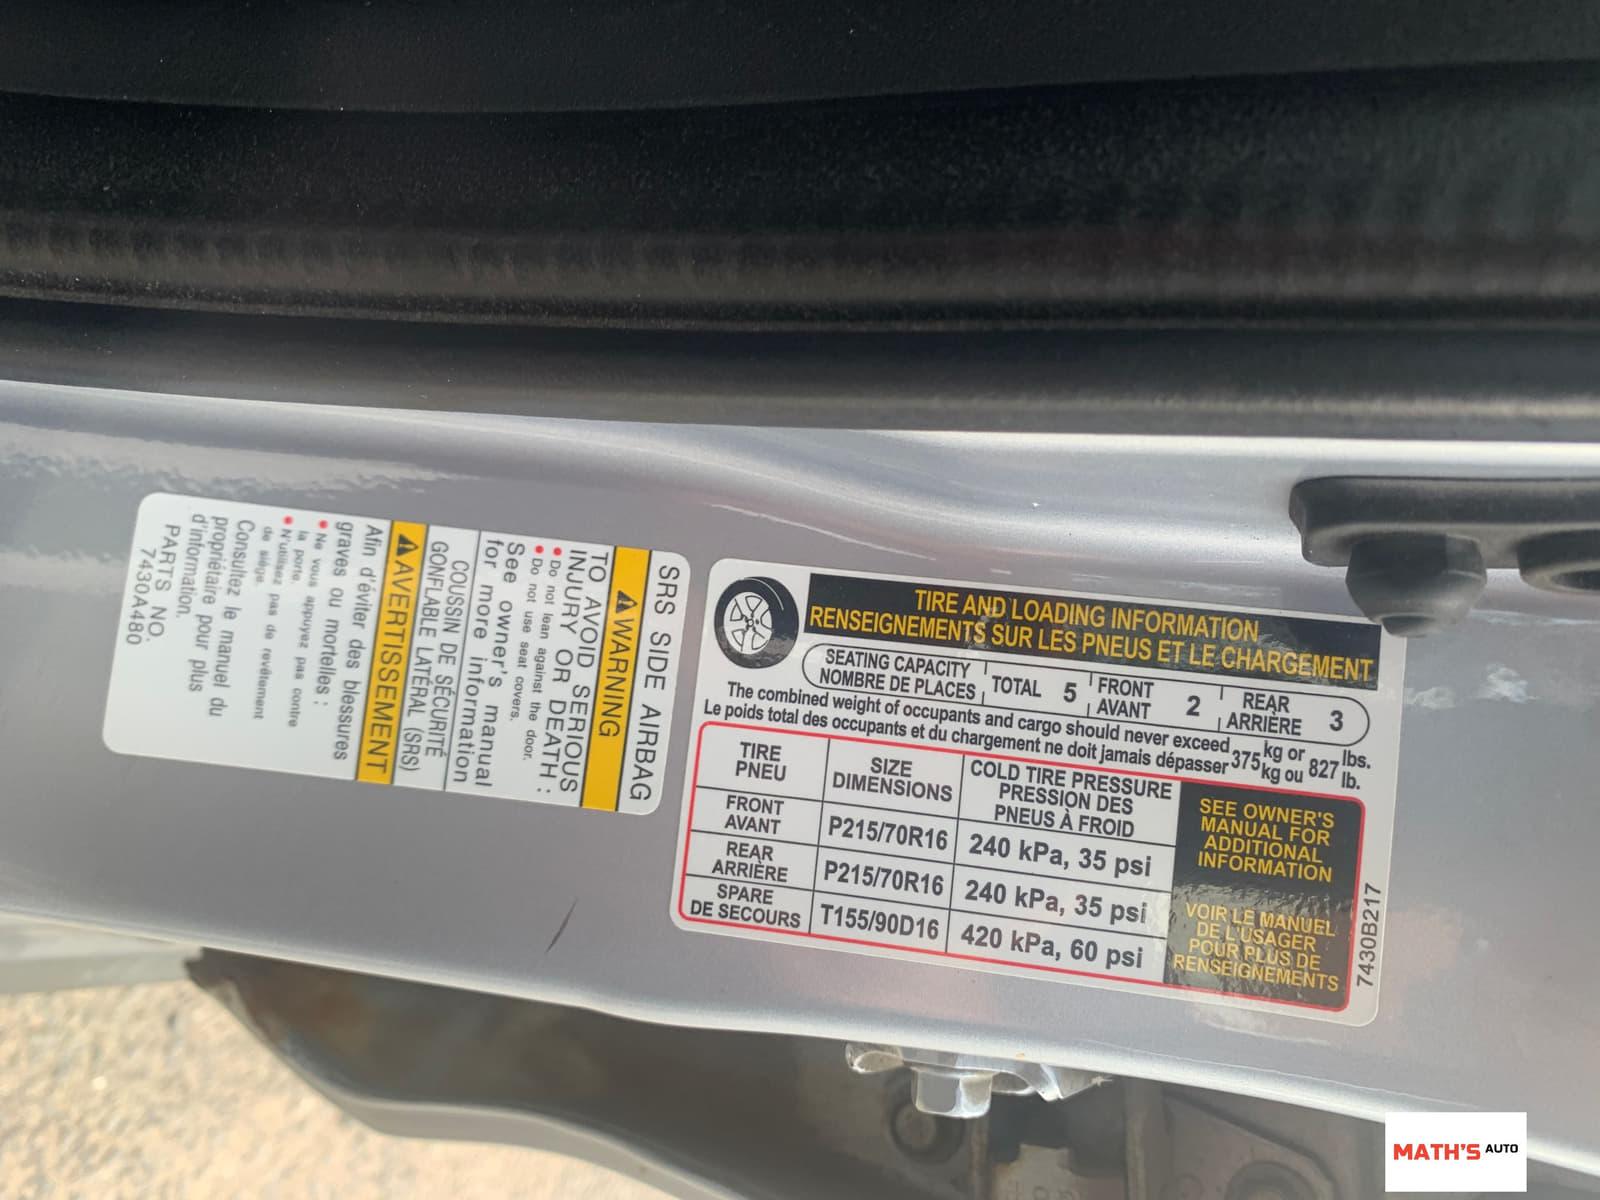 SRS SIDE AIRBAG
WARNING
TO AVOID SERIOUS
INJURY OR DEATH :
• Do not lean against the door.
• Do not use seat covers.
See owner's manual
for more information
COUSSIN DE SÉCURITÉ
GONFLABLE LATÉRAL (SRS)
AVERTISSEMENT
Afin d'éviter des blessures
graves ou mortelles :
• Ne vous appuyez pas contre
la porte.
• N'utilisez pas de revêtement
de siège.
Consultez le manuel du
propriétaire pour plus
d'information.
PARTS NO.
7430A480
TIRE AND LOADING INFORMATION
RENSEIGNEMENTS SUR LES PNEUS ET LE CHARGEMENT
SEATING CAPACITY
NOMBRE DE PLACES
TOTAL 5
FRONT
AVANT
2
REAR
ARRIÈRE
3
The combined weight of occupants and cargo should never exceed 375 kg or 827 lbs.
Le poids total des occupants et du chargement ne doit jamais dépasser kg ou lb.
TIRE
PNEU
SIZE
DIMENSIONS
COLD TIRE PRESSURE
PRESSION DES
PNEUS À FROID
FRONT
AVANT
P215/70R16
240 kPa, 35 psi
REAR
ARRIÈRE
P215/70R16
240 kPa, 35 psi
SPARE
DE SECOURS
T155/90D16
420 kPa, 60 psi
SEE OWNER'S
MANUAL FOR
ADDITIONAL
INFORMATION
VOIR LE MANUEL
DE L'USAGER
POUR PLUS DE
RENSEIGNEMENTS
7430B217
MATH'S AUTO